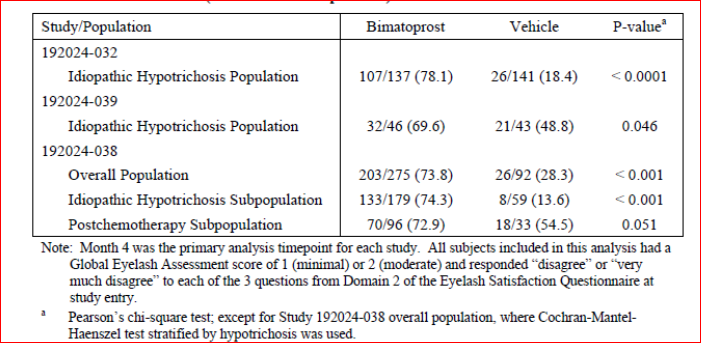 Study/Population Bimatoprost Vehicle P-valueᵃ
192024-032
Idiopathic Hypotrichosis Population 107/137 (78.1) 26/141 (18.4) < 0.0001
192024-039
Idiopathic Hypotrichosis Population 32/46 (69.6) 21/43 (48.8) 0.046
192024-038
Overall Population 203/275 (73.8) 26/92 (28.3) < 0.001
Idiopathic Hypotrichosis Subpopulation 133/179 (74.3) 8/59 (13.6) < 0.001
Postchemotherapy Subpopulation 70/96 (72.9) 18/33 (54.5) 0.051
Note: Month 4 was the primary analysis timepoint for each study. All subjects included in this analysis had a
Global Eyelash Assessment score of 1 (minimal) or 2 (moderate) and responded “disagree” or “very
much disagree” to each of the 3 questions from Domain 2 of the Eyelash Satisfaction Questionnaire at
study entry.
ᵃ Pearson’s chi-square test; except for Study 192024-038 overall population, where Cochran-Mantel-
Haenszel test stratified by hypotrichosis was used.